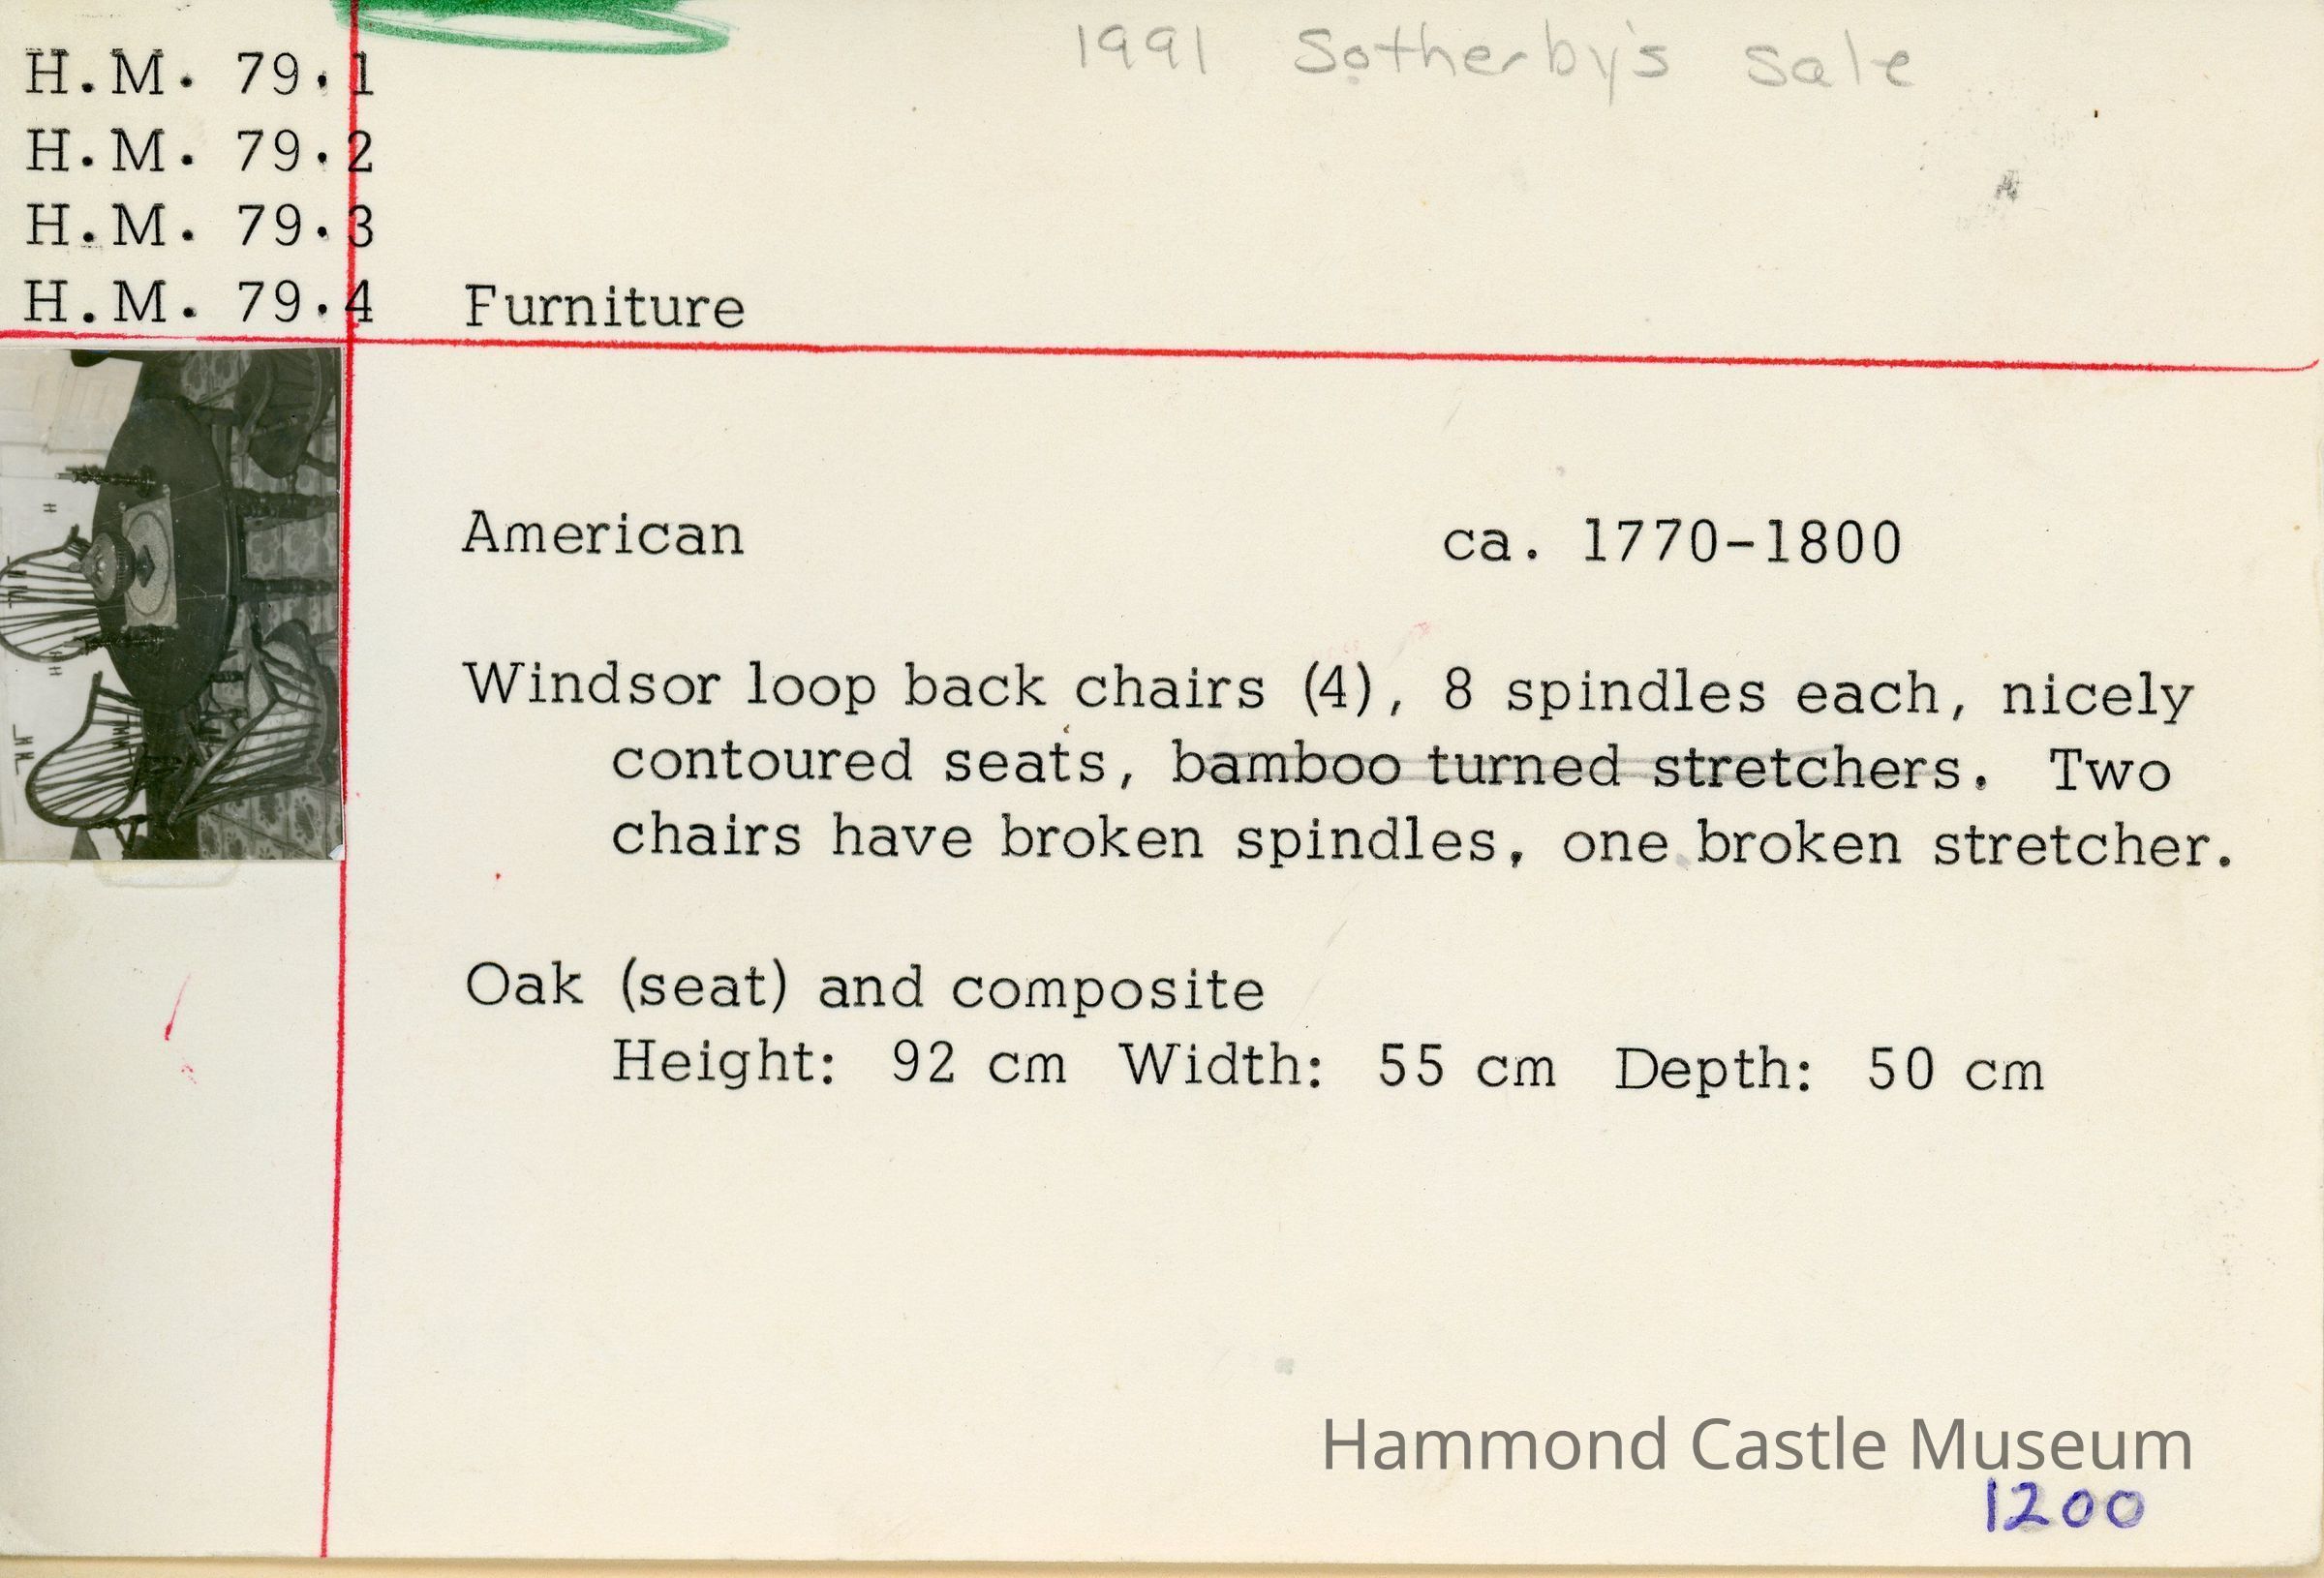 1991 Sotherby's Sale
H.M. 79.1
H.M. 79.2
H.M. 79.3
H.M. 79.4 Furniture
American ca. 1770-1800
Windsor loop back chairs (4), 8 spindles each, nicely
contoured seats, bamboo turned stretchers. Two
chairs have broken spindles, one broken stretcher.
Oak (seat) and composite
Height: 92 cm Width: 55 cm Depth: 50 cm
Hammond Castle Museum
1200